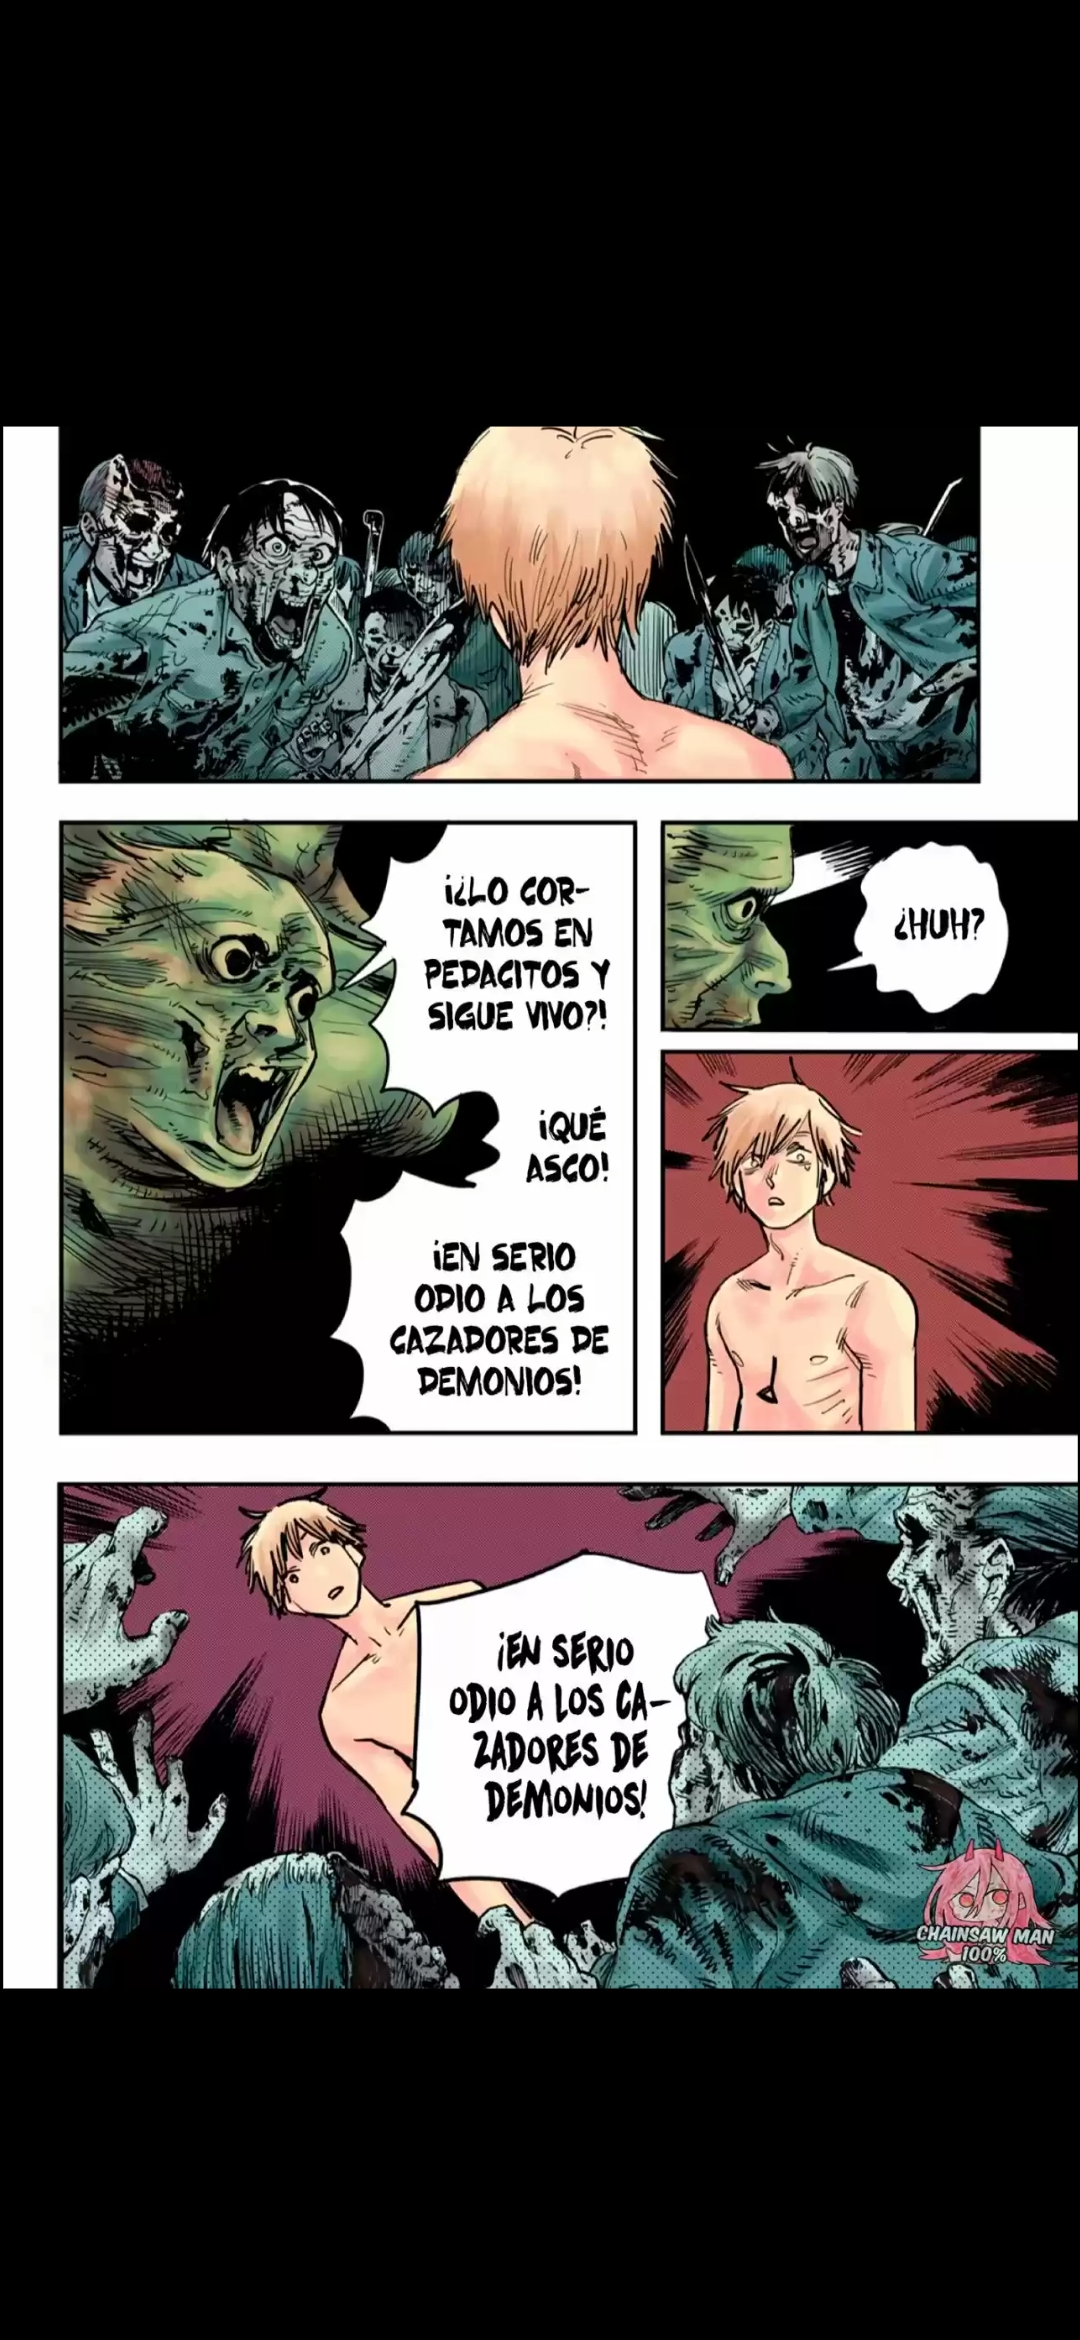 ¿HUH?
¡¿LO COR-
TAMOS EN
PEDACITOS Y
SIGUE VIVO?!
¡QUÉ
ASCO!
¡EN SERIO
ODIO A LOS
CAZADORES DE
DEMONIOS!
¡EN SERIO
ODIO A LOS CA-
ZADORES DE
DEMONIOS!
CHAINSAW MAN
100%